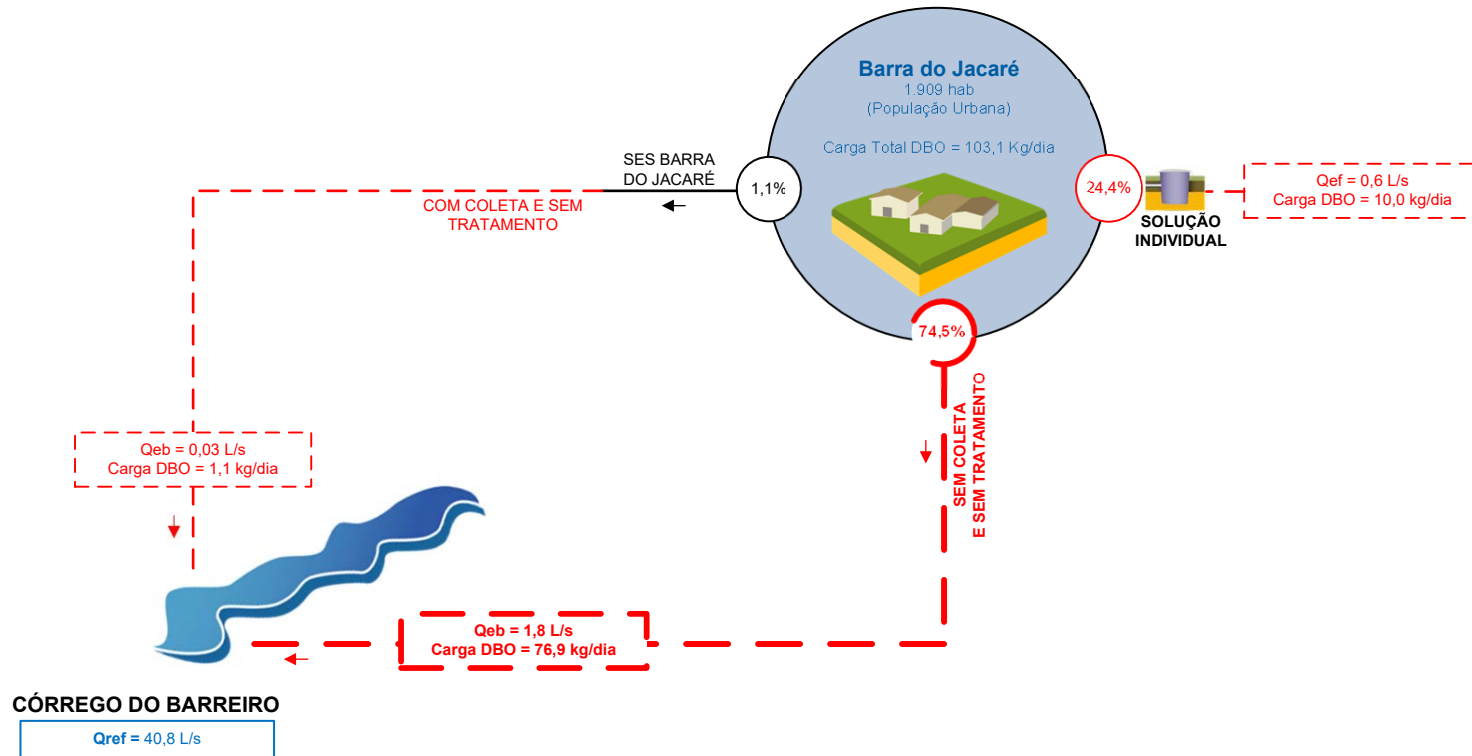 Barra do Jacaré
1.909 hab
(População Urbana)
Carga Total DBO = 103,1 Kg/dia
SES BARRA
DO JACARÉ
1,1%
COM COLETA E SEM
TRATAMENTO
24,4%
SOLUÇÃO
INDIVIDUAL
Qef = 0,6 L/s
Carga DBO = 10,0 kg/dia
74,5%
SEM COLETA
E SEM TRATAMENTO
Qeb = 0,03 L/s
Carga DBO = 1,1 kg/dia
Qeb = 1,8 L/s
Carga DBO = 76,9 kg/dia
CÓRREGO DO BARREIRO
Qref = 40,8 L/s